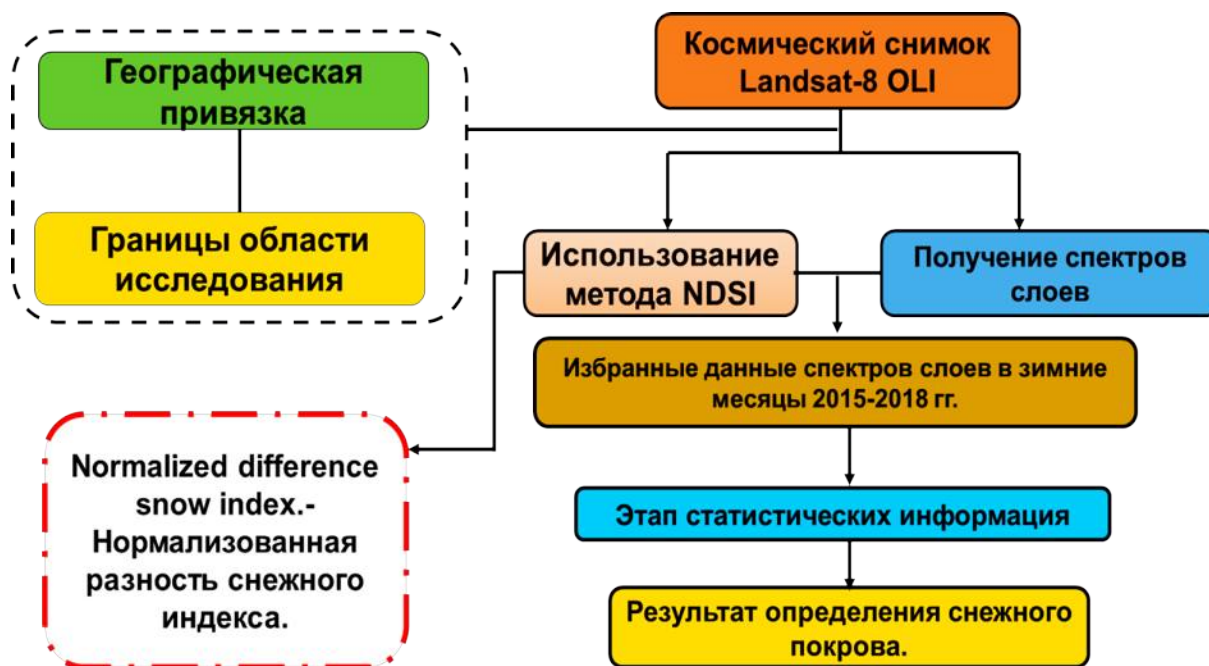 Географическая
привязка
Границы области
исследования
Космический снимок
Landsat-8 OLI
Использование
метода NDSI
Получение спектров
слоев
Избранные данные спектров слоев в зимние
месяцы 2015-2018 гг.
Normalized difference
snow index.-
Нормализованная
разность снежного
индекса.
Этап статистических информация
Результат определения снежного
покрова.